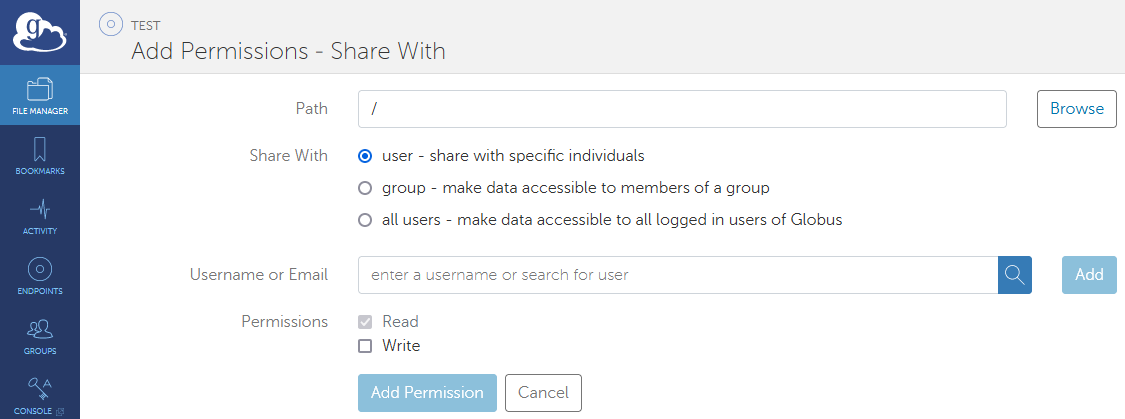 g
TEST
Add Permissions - Share With
FILE MANAGER
BOOKMARKS
ACTIVITY
ENDPOINTS
GROUPS
CONSOLE
Path
/
Browse
Share With
user - share with specific individuals
group - make data accessible to members of a group
all users - make data accessible to all logged in users of Globus
Username or Email
enter a username or search for user
Add
Permissions
Read
Write
Add Permission
Cancel